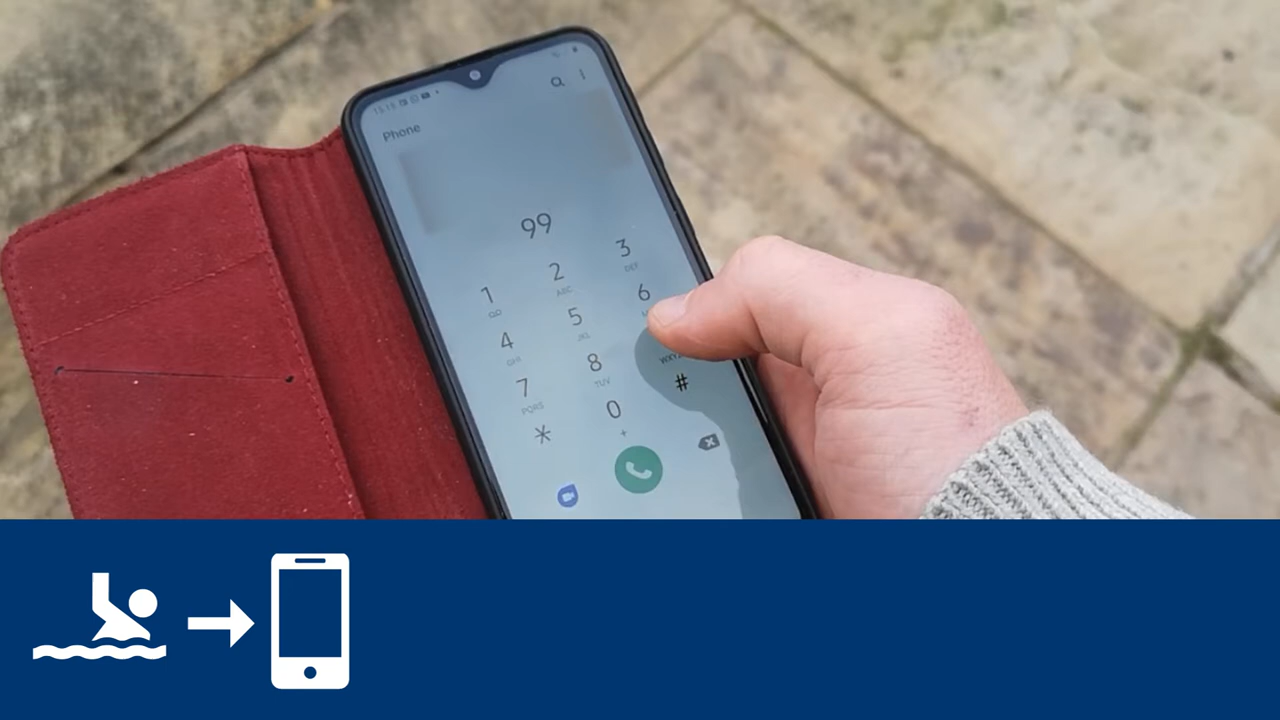 Phone
99
1 2 ABC 3 DEF
4 GHI 5 JKL 6
7 PQRS 8 TUV WXYZ
* 0 + #